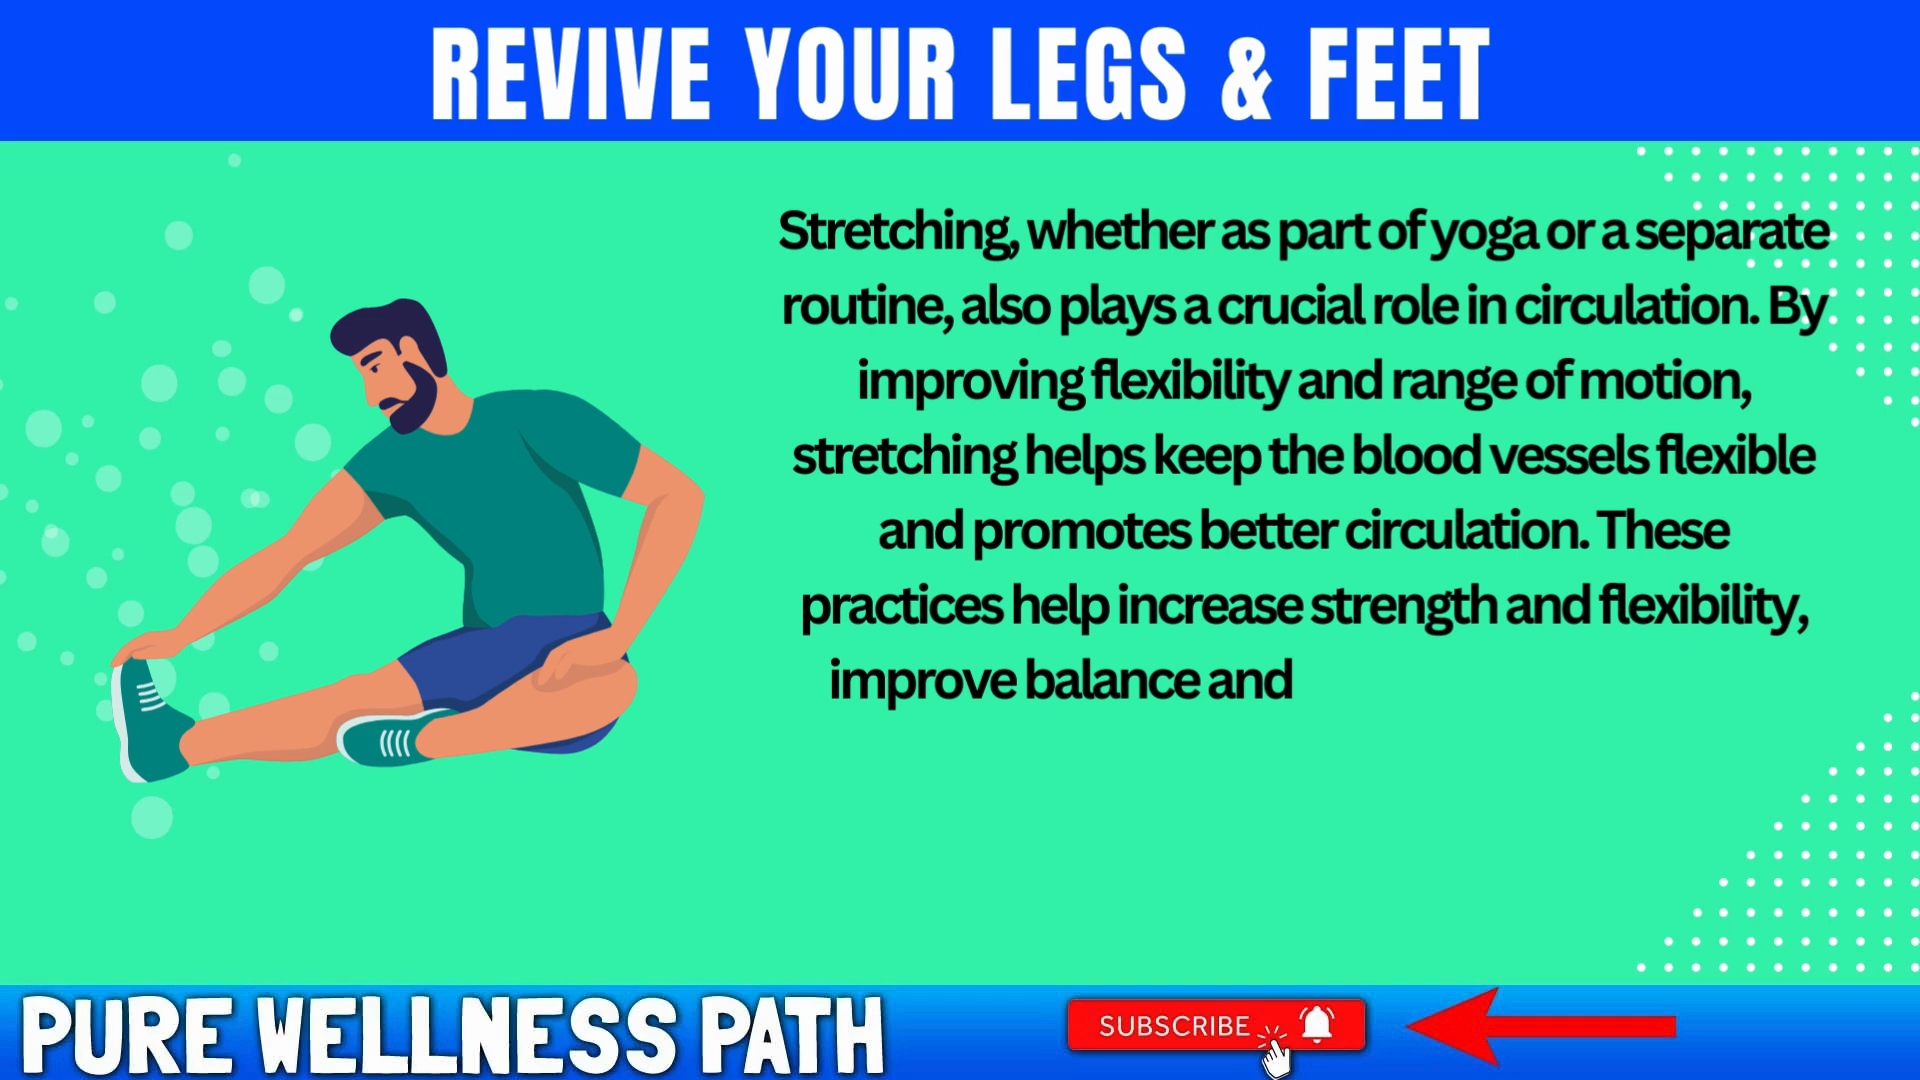 REVIVE YOUR LEGS & FEET
Stretching, whether as part of yoga or a separate
routine, also plays a crucial role in circulation. By
improving flexibility and range of motion,
stretching helps keep the blood vessels flexible
and promotes better circulation. These
practices help increase strength and flexibility,
improve balance and
PURE WELLNESS PATH
SUBSCRIBE